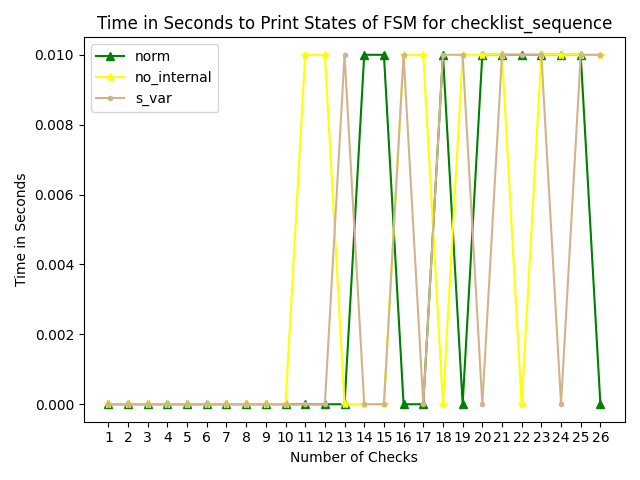 Time in Seconds to Print States of FSM for checklist_sequence
norm
no_internal
s_var
0.010
0.008
0.006
0.004
0.002
0.000
Time in Seconds
1 2 3 4 5 6 7 8 9 10 11 12 13 14 15 16 17 18 19 20 21 22 23 24 25 26
Number of Checks